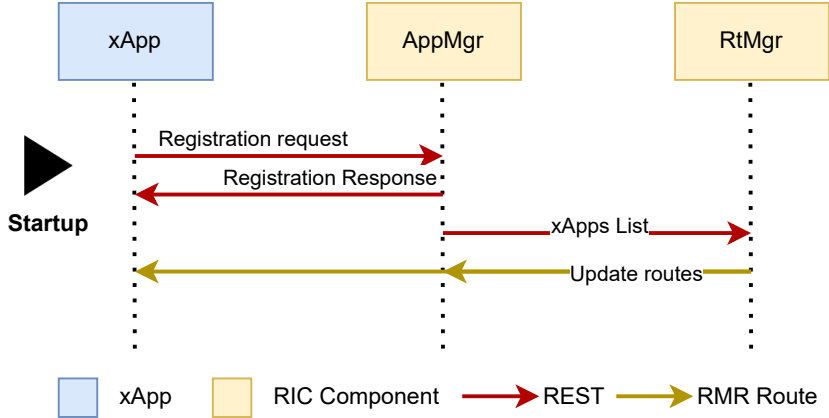 xApp
AppMgr
RtMgr
Registration request
Registration Response
Startup
xApps List
Update routes
xApp
RIC Component
REST
RMR Route